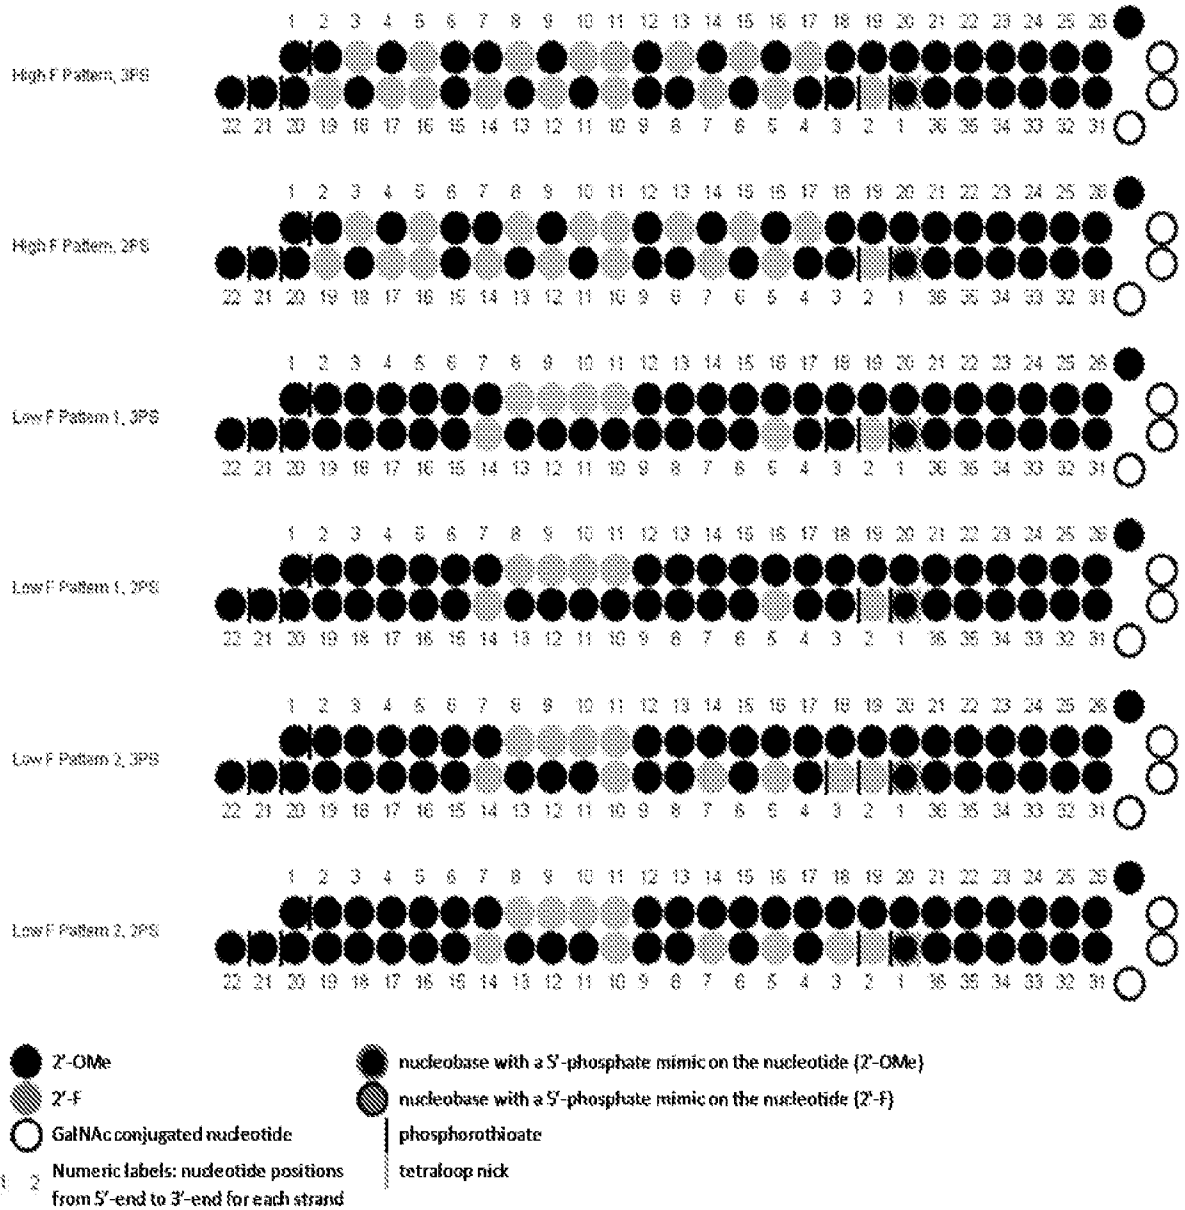 1 2 3 4 5 6 7 8 9 10 11 12 13 14 15 16 17 18 19 20 21 22 23 24 25 26
High F Pattern, 3PS
22 21 20 19 18 17 16 15 14 13 12 11 10 9 8 7 6 5 4 3 2 1 36 35 34 33 32 31
1 2 3 4 5 6 7 8 9 10 11 12 13 14 15 16 17 18 19 20 21 22 23 24 25 26
High F Pattern, 2PS
22 21 20 19 18 17 16 15 14 13 12 11 10 9 8 7 6 5 4 3 2 1 36 35 34 33 32 31
1 2 3 4 5 6 7 8 9 10 11 12 13 14 15 16 17 18 19 20 21 22 23 24 25 26
Low F Pattern 1, 3PS
22 21 20 19 18 17 16 15 14 13 12 11 10 9 8 7 6 5 4 3 2 1 36 35 34 33 32 31
1 2 3 4 5 6 7 8 9 10 11 12 13 14 15 16 17 18 19 20 21 22 23 24 25 26
Low F Pattern 1, 2PS
22 21 20 19 18 17 16 15 14 13 12 11 10 9 8 7 6 5 4 3 2 1 36 35 34 33 32 31
1 2 3 4 5 6 7 8 9 10 11 12 13 14 15 16 17 18 19 20 21 22 23 24 25 26
Low F Pattern 2, 3PS
22 21 20 19 18 17 16 15 14 13 12 11 10 9 8 7 6 5 4 3 2 1 36 35 34 33 32 31
1 2 3 4 5 6 7 8 9 10 11 12 13 14 15 16 17 18 19 20 21 22 23 24 25 26
Low F Pattern 2, 2PS
22 21 20 19 18 17 16 15 14 13 12 11 10 9 8 7 6 5 4 3 2 1 36 35 34 33 32 31
2'-OMe
2'-F
GalNAc conjugated nucleotide
1 2 Numeric labels: nucleotide positions
from 5'-end to 3'-end for each strand
nucleobase with a 5'-phosphate mimic on the nucleotide (2'-OMe)
nucleobase with a 5'-phosphate mimic on the nucleotide (2'-F)
phosphorothioate
tetraloop nick